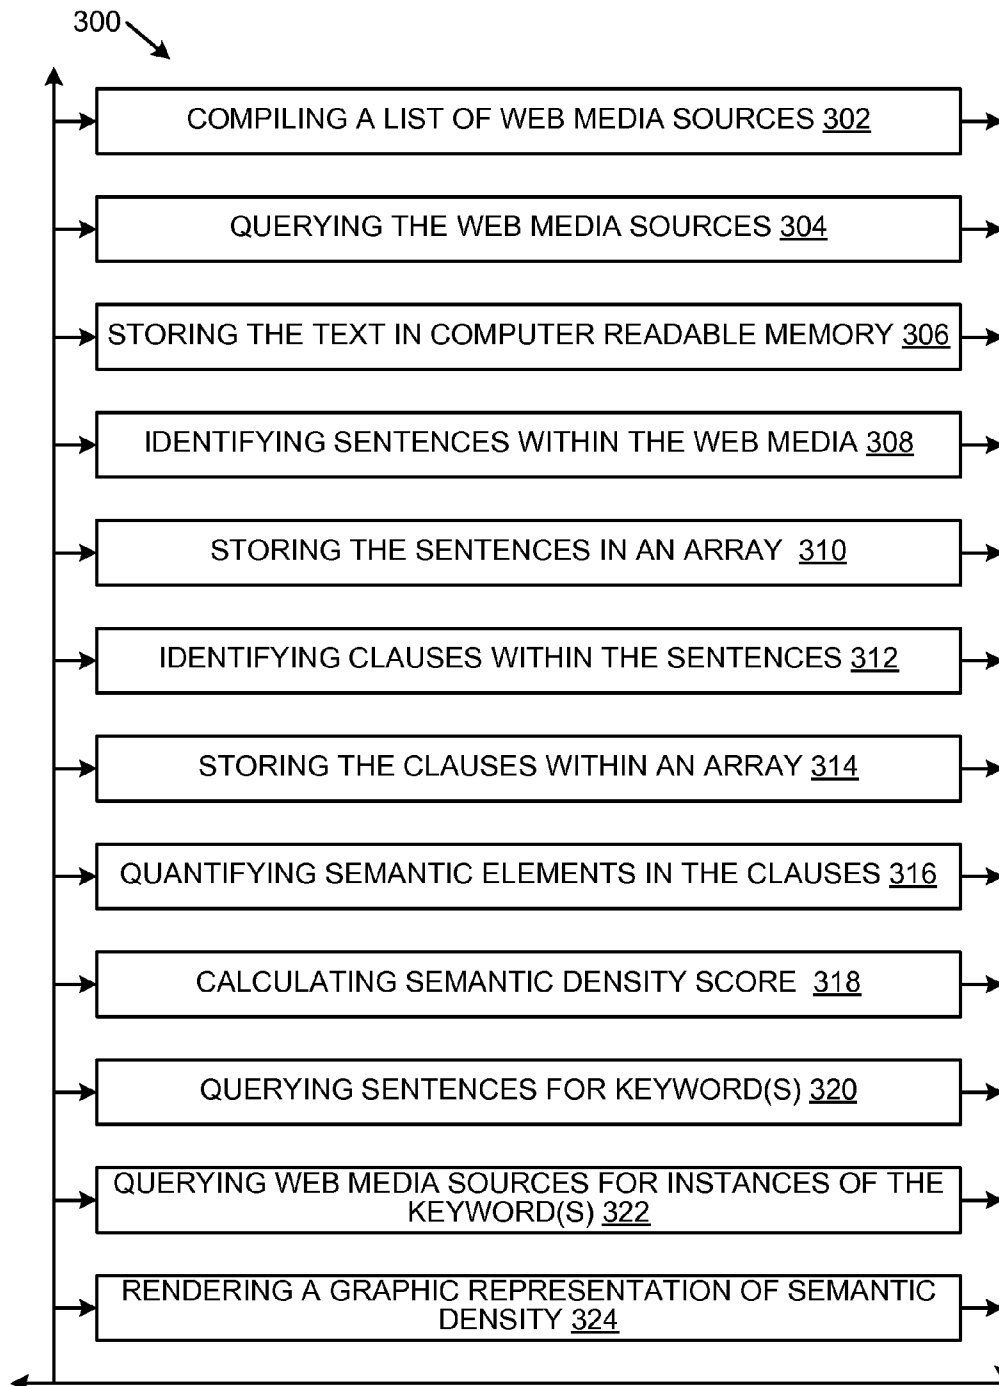 300
COMPILING A LIST OF WEB MEDIA SOURCES 302
QUERYING THE WEB MEDIA SOURCES 304
STORING THE TEXT IN COMPUTER READABLE MEMORY 306
IDENTIFYING SENTENCES WITHIN THE WEB MEDIA 308
STORING THE SENTENCES IN AN ARRAY 310
IDENTIFYING CLAUSES WITHIN THE SENTENCES 312
STORING THE CLAUSES WITHIN AN ARRAY 314
QUANTIFYING SEMANTIC ELEMENTS IN THE CLAUSES 316
CALCULATING SEMANTIC DENSITY SCORE 318
QUERYING SENTENCES FOR KEYWORD(S) 320
QUERYING WEB MEDIA SOURCES FOR INSTANCES OF THE
KEYWORD(S) 322
RENDERING A GRAPHIC REPRESENTATION OF SEMANTIC
DENSITY 324